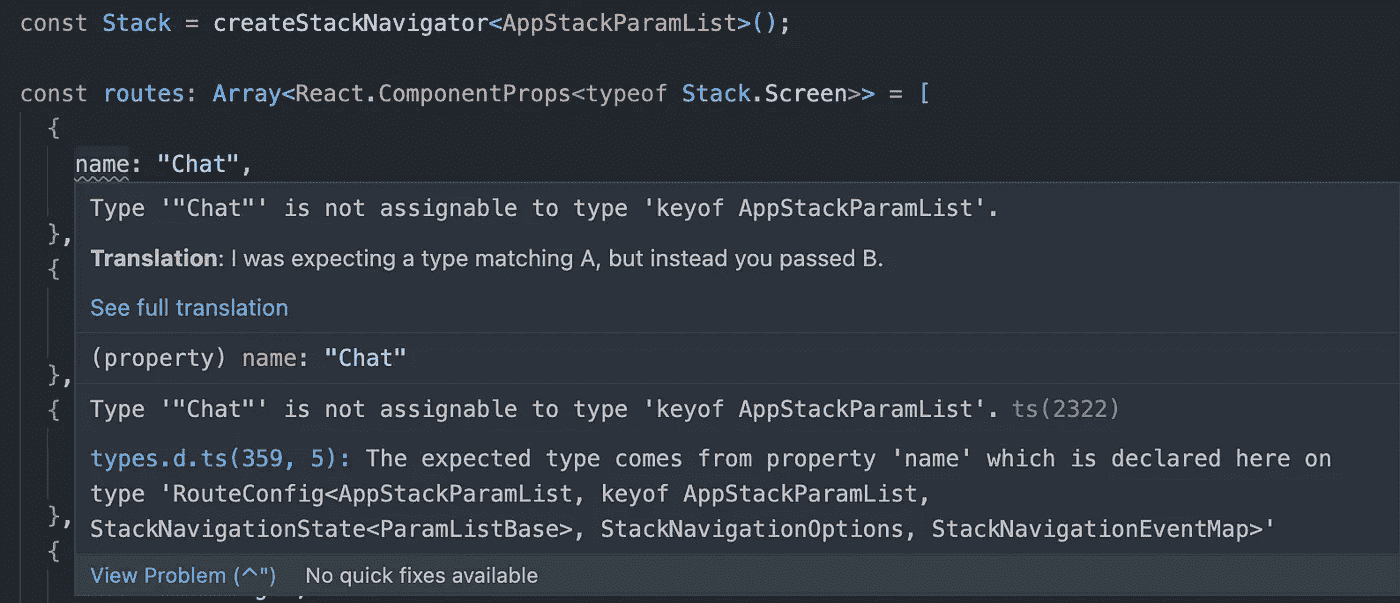 const Stack = createStackNavigator<AppStackParamList>();
const routes: Array<React.ComponentProps<typeof Stack.Screen>> = [
{
name: "Chat",
Type '"Chat"' is not assignable to type 'keyof AppStackParamList'.
},
Translation: I was expecting a type matching A, but instead you passed B.
{
See full translation
(property) name: "Chat"
},
{
Type '"Chat"' is not assignable to type 'keyof AppStackParamList'. ts(2322)
types.d.ts(359, 5): The expected type comes from property 'name' which is declared here on
type 'RouteConfig<AppStackParamList, keyof AppStackParamList,
},
StackNavigationState<ParamListBase>, StackNavigationOptions, StackNavigationEventMap>'
{
View Problem (^") No quick fixes available